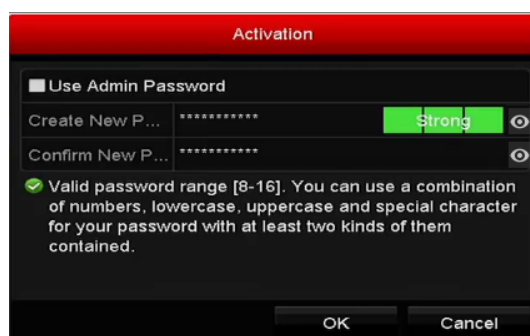 Activation
Use Admin Password
Create New P... *********** Strong
Confirm New P... ***********
Valid password range [8-16]. You can use a combination
of numbers, lowercase, uppercase and special character
for your password with at least two kinds of them
contained.
OK Cancel